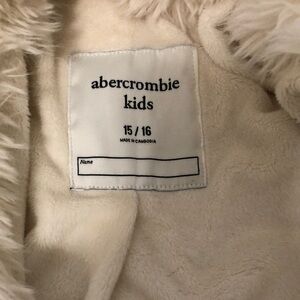 abercrombie
kids
15 / 16
MADE IN CAMBODIA
Name